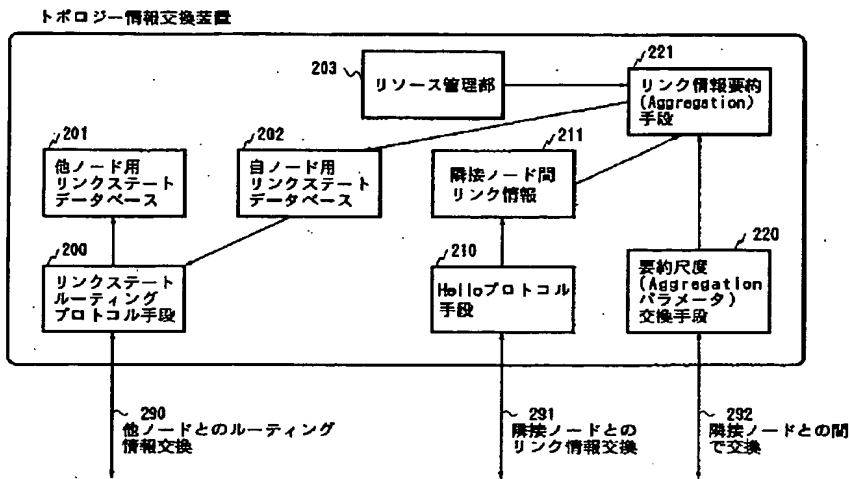 トポロジー情報交換装置
203
リソース管理部
221
リンク情報要約
(Aggregation)
手段
201
他ノード用
リンクステート
データベース
202
自ノード用
リンクステート
データベース
211
隣接ノード間
リンク情報
200
リンクステート
ルーティング
プロトコル手段
210
Helloプロトコル
手段
220
要約尺度
(Aggregation
パラメータ)
交換手段
290
他ノードとのルーティング
情報交換
291
隣接ノードとの
リンク情報交換
292
隣接ノードとの間
で交換